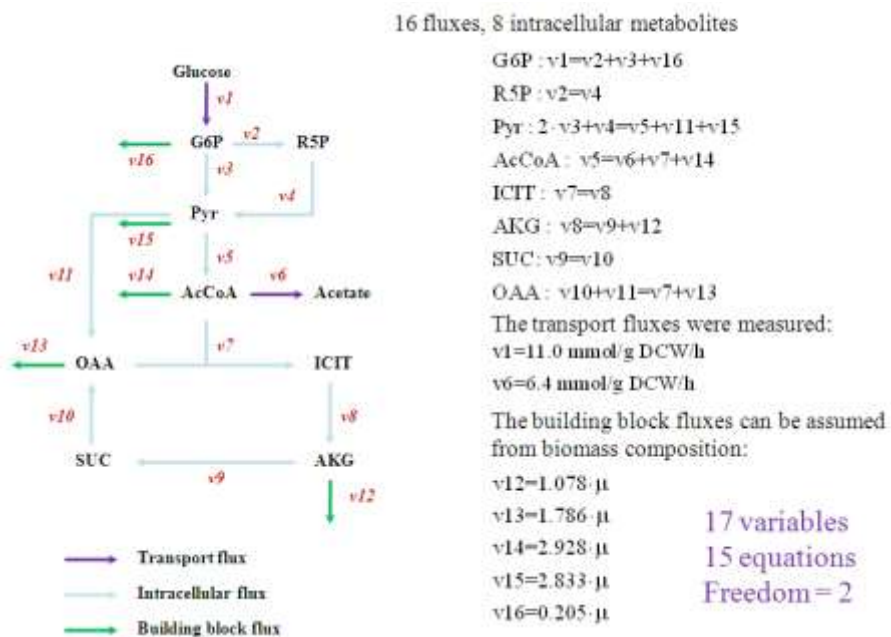 16 fluxes, 8 intracellular metabolites
Glucose
v1
G6P
v2
R5P
v16
v3
v4
Pyr
v15
v5
v11
v14
v6
AcCoA
Acetate
v13
v7
OAA
ICIT
v10
v8
SUC
AKG
v9
v12
Transport flux
Intracellular flux
Building block flux
G6P : v1=v2+v3+v16
R5P : v2=v4
Pyr : 2·v3+v4=v5+v11+v15
AcCoA : v5=v6+v7+v14
ICIT : v7=v8
AKG : v8=v9+v12
SUC: v9=v10
OAA : v10+v11=v7+v13
The transport fluxes were measured:
v1=11.0 mmol/g DCW/h
v6=6.4 mmol/g DCW/h
The building block fluxes can be assumed
from biomass composition:
v12=1.078·μ
v13=1.786·μ
v14=2.928·μ
v15=2.833·μ
v16=0.205·μ
17 variables
15 equations
Freedom = 2